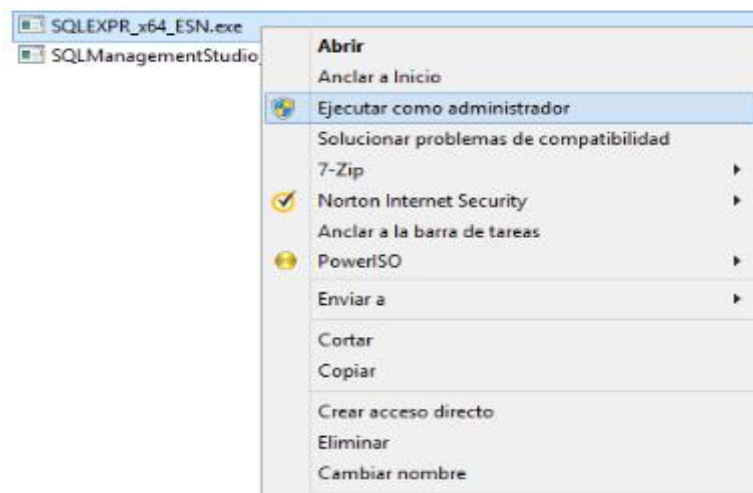 SQLEXPR_x64_ESN.exe
SQLManagementStudio_
Abrir
Anclar a Inicio
Ejecutar como administrador
Solucionar problemas de compatibilidad
7-Zip
Norton Internet Security
Anclar a la barra de tareas
PowerISO
Enviar a
Cortar
Copiar
Crear acceso directo
Eliminar
Cambiar nombre